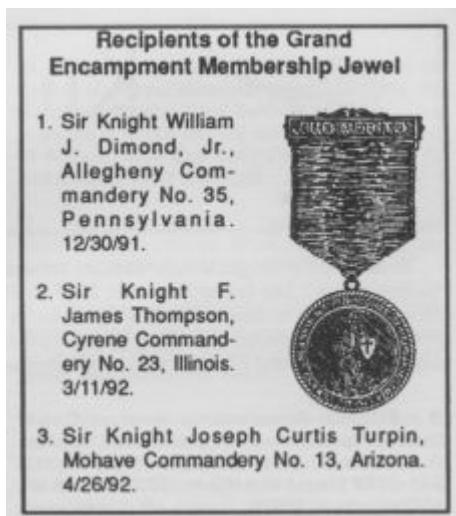 Recipients of the Grand
Encampment Membership Jewel
1. Sir Knight William
J. Dimond, Jr.,
Allegheny Com-
mandery No. 35,
Pennsylvania.
12/30/91.
2. Sir Knight F.
James Thompson,
Cyrene Command-
ery No. 23, Illinois.
3/11/92.
3. Sir Knight Joseph Curtis Turpin,
Mohave Commandery No. 13, Arizona.
4/26/92.